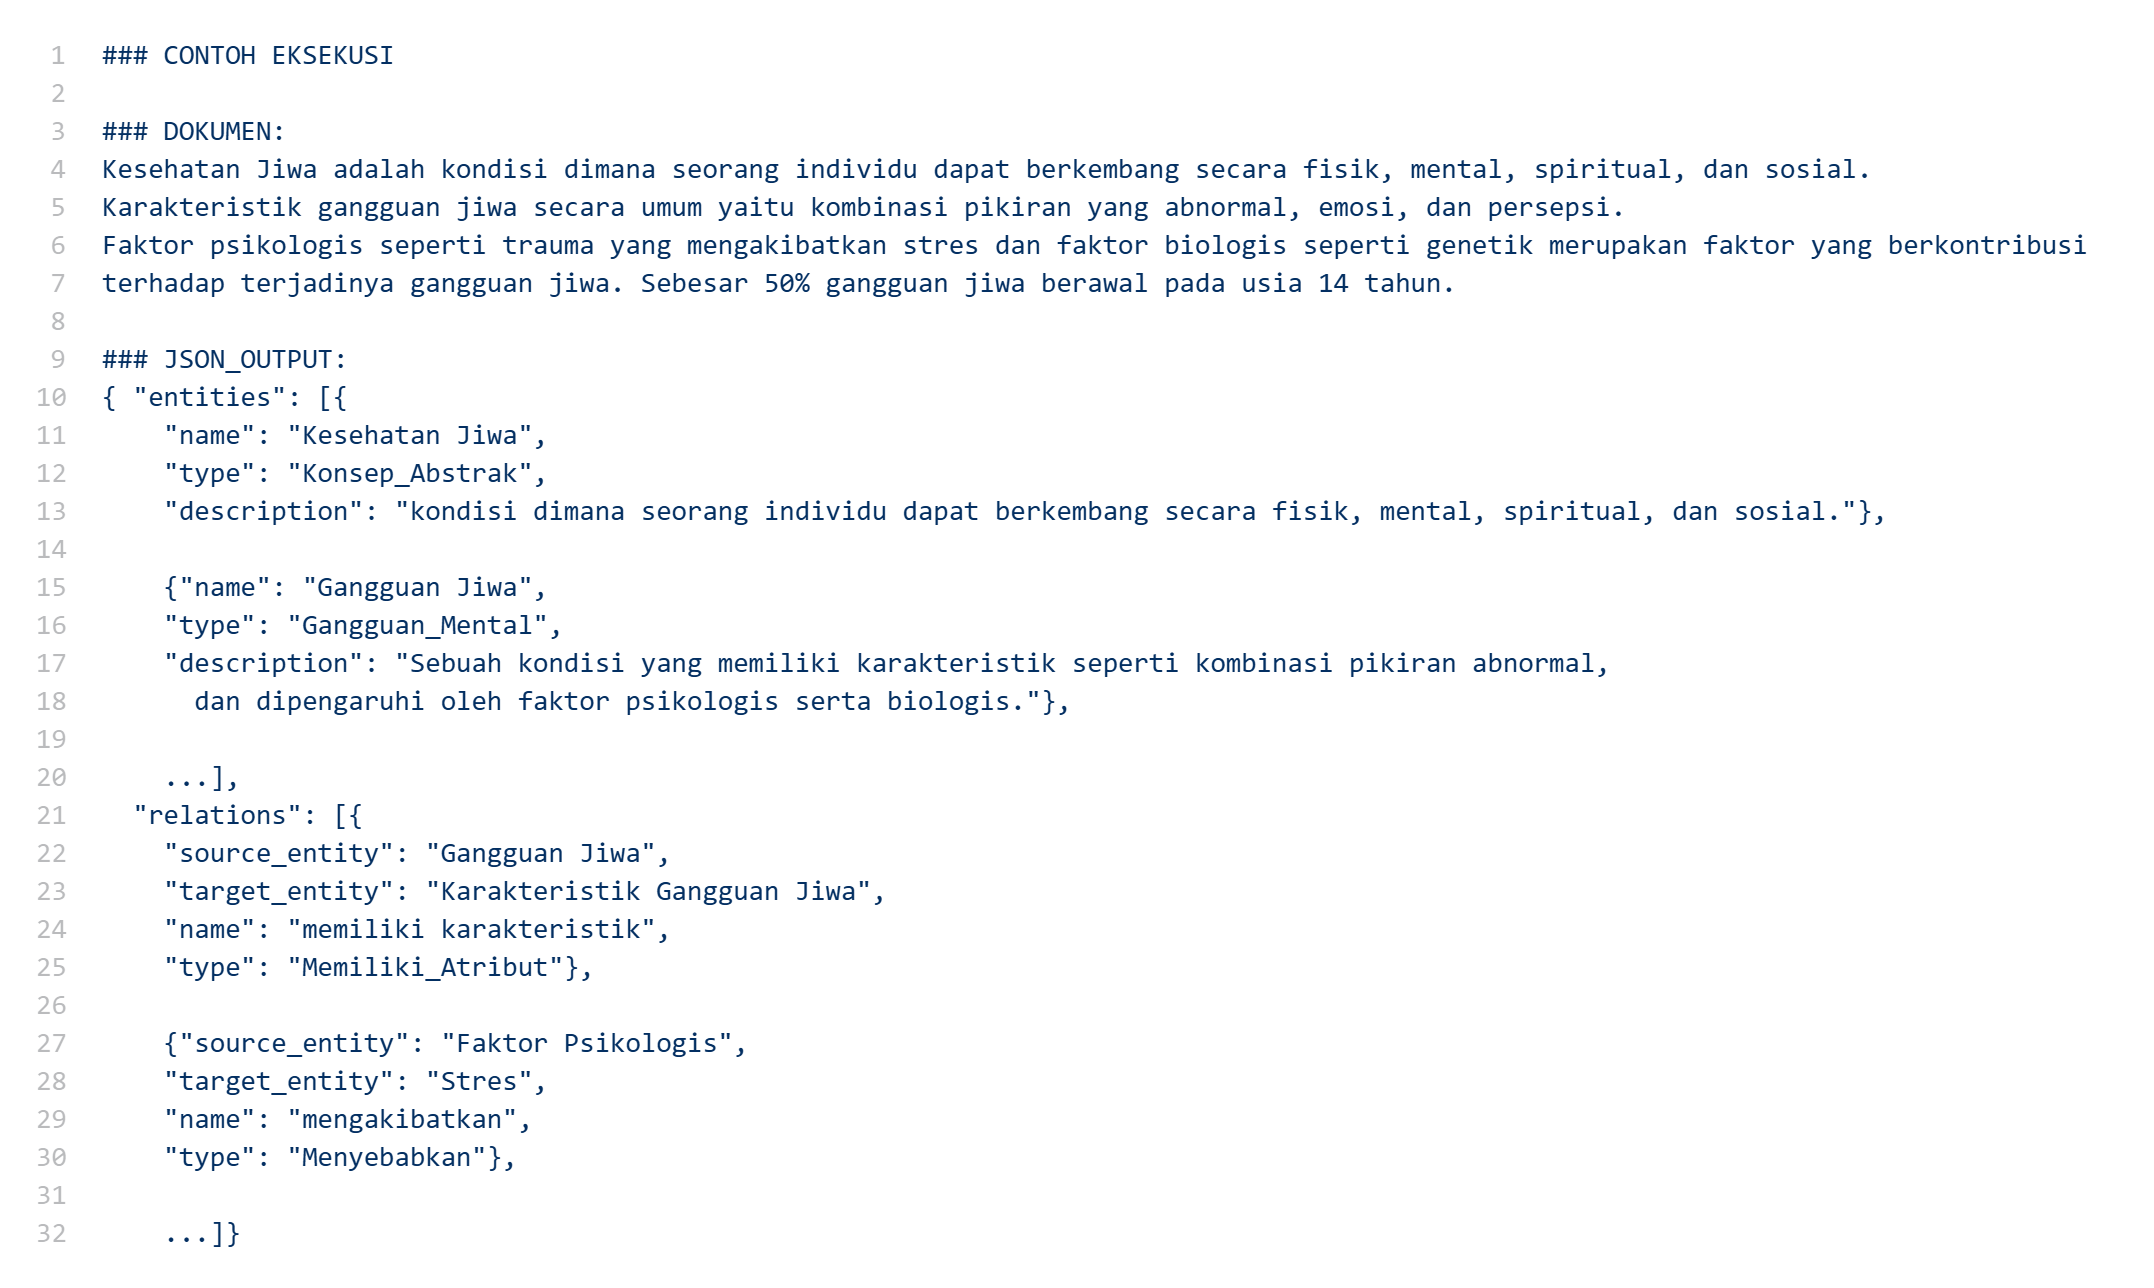 1 ### CONTOH EKSEKUSI
2
3 ### DOKUMEN:
4 Kesehatan Jiwa adalah kondisi dimana seorang individu dapat berkembang secara fisik, mental, spiritual, dan sosial.
5 Karakteristik gangguan jiwa secara umum yaitu kombinasi pikiran yang abnormal, emosi, dan persepsi.
6 Faktor psikologis seperti trauma yang mengakibatkan stres dan faktor biologis seperti genetik merupakan faktor yang berkontribusi
7 terhadap terjadinya gangguan jiwa. Sebesar 50% gangguan jiwa berawal pada usia 14 tahun.
8
9 ### JSON_OUTPUT:
10 { "entities": [{
11     "name": "Kesehatan Jiwa",
12     "type": "Konsep_Abstrak",
13     "description": "kondisi dimana seorang individu dapat berkembang secara fisik, mental, spiritual, dan sosial."},
14
15     {"name": "Gangguan Jiwa",
16     "type": "Gangguan_Mental",
17     "description": "Sebuah kondisi yang memiliki karakteristik seperti kombinasi pikiran abnormal,
18       dan dipengaruhi oleh faktor psikologis serta biologis."},
19
20     ...],
21   "relations": [{
22     "source_entity": "Gangguan Jiwa",
23     "target_entity": "Karakteristik Gangguan Jiwa",
24     "name": "memiliki karakteristik",
25     "type": "Memiliki_Atribut"},
26
27     {"source_entity": "Faktor Psikologis",
28     "target_entity": "Stres",
29     "name": "mengakibatkan",
30     "type": "Menyebabkan"},
31
32     ...]}